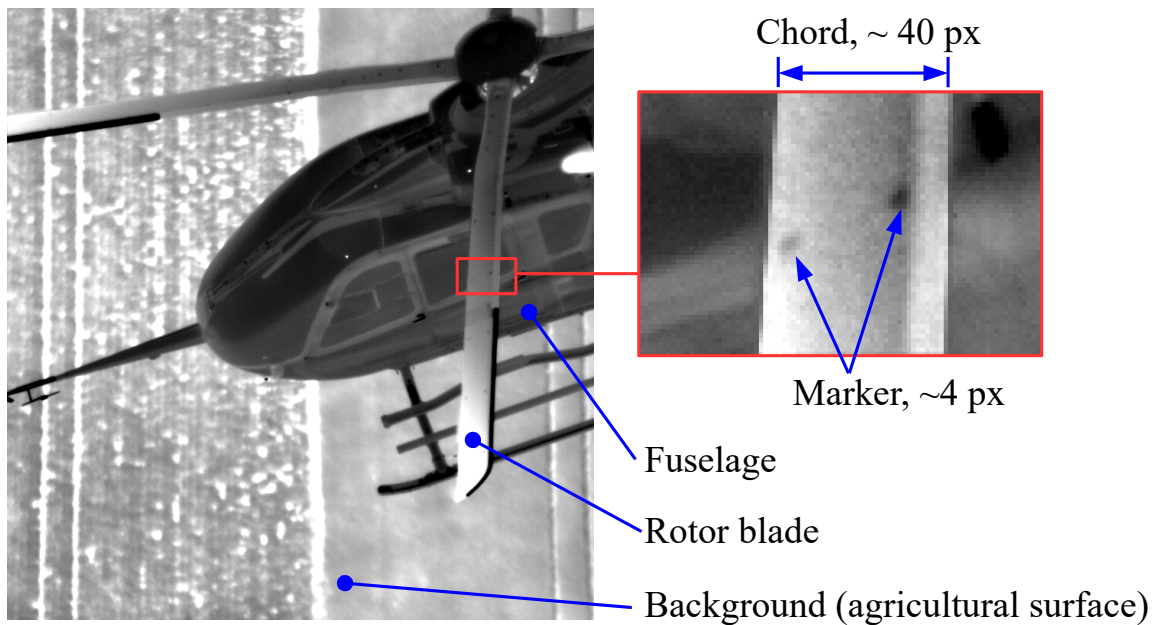 Chord, ~ 40 px
Marker, ~4 px
Fuselage
Rotor blade
Background (agricultural surface)